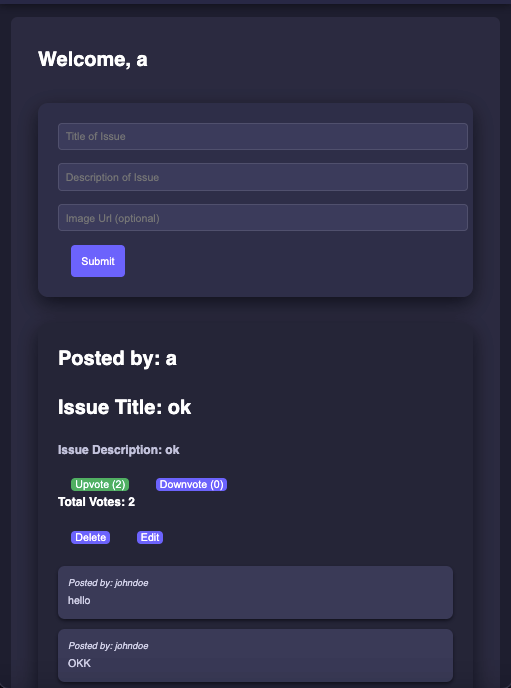 Welcome, a
Title of Issue
Description of Issue
Image Url (optional)
Submit
Posted by: a
Issue Title: ok
Issue Description: ok
Upvote (2) Downvote (0)
Total Votes: 2
Delete Edit
Posted by: johndoe
hello
Posted by: johndoe
OKK